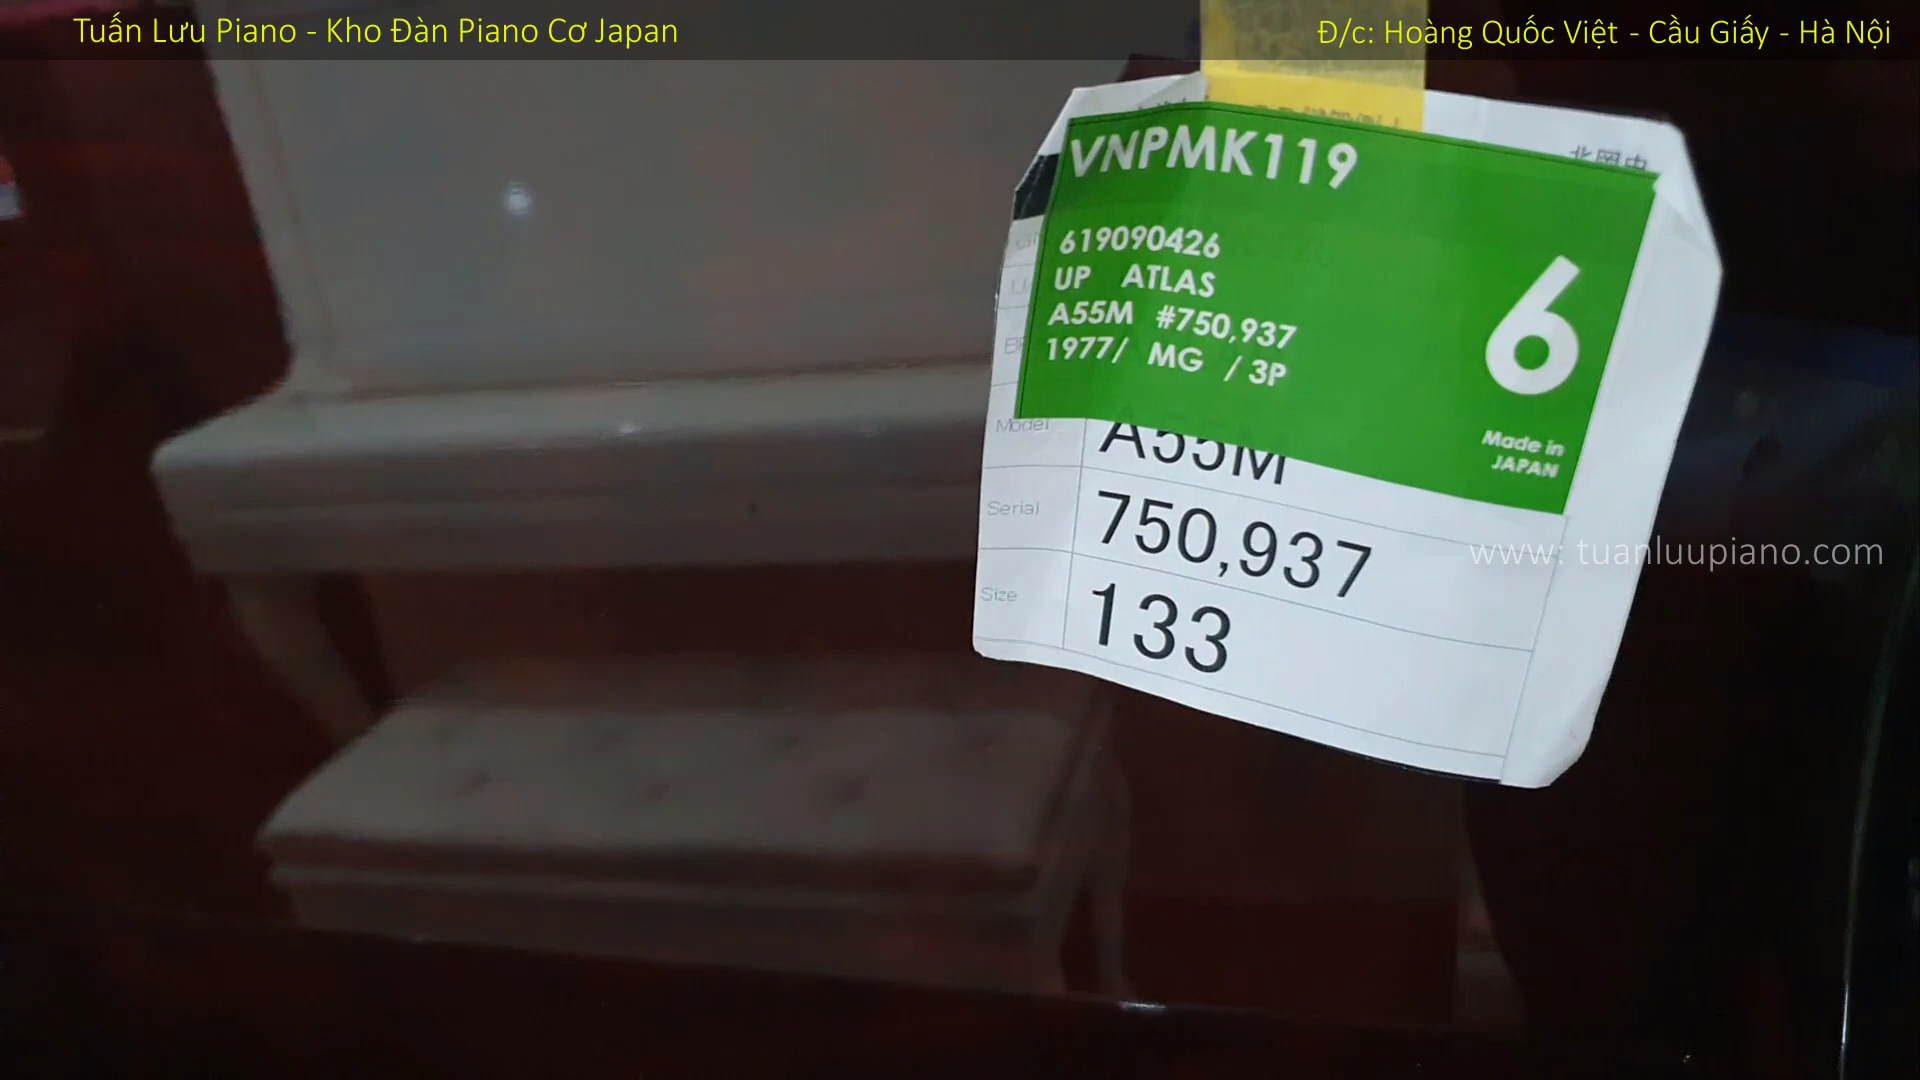 Tuấn Lưu Piano - Kho Đàn Piano Cơ Japan
Đ/c: Hoàng Quốc Việt - Cầu Giấy - Hà Nội
VNPMK119
619090426
UP ATLAS
A55M #750,937
1977/ MG / 3P
6
Made in
JAPAN
Model A55M
Serial 750,937
Size 133
www: tuanluupiano.com